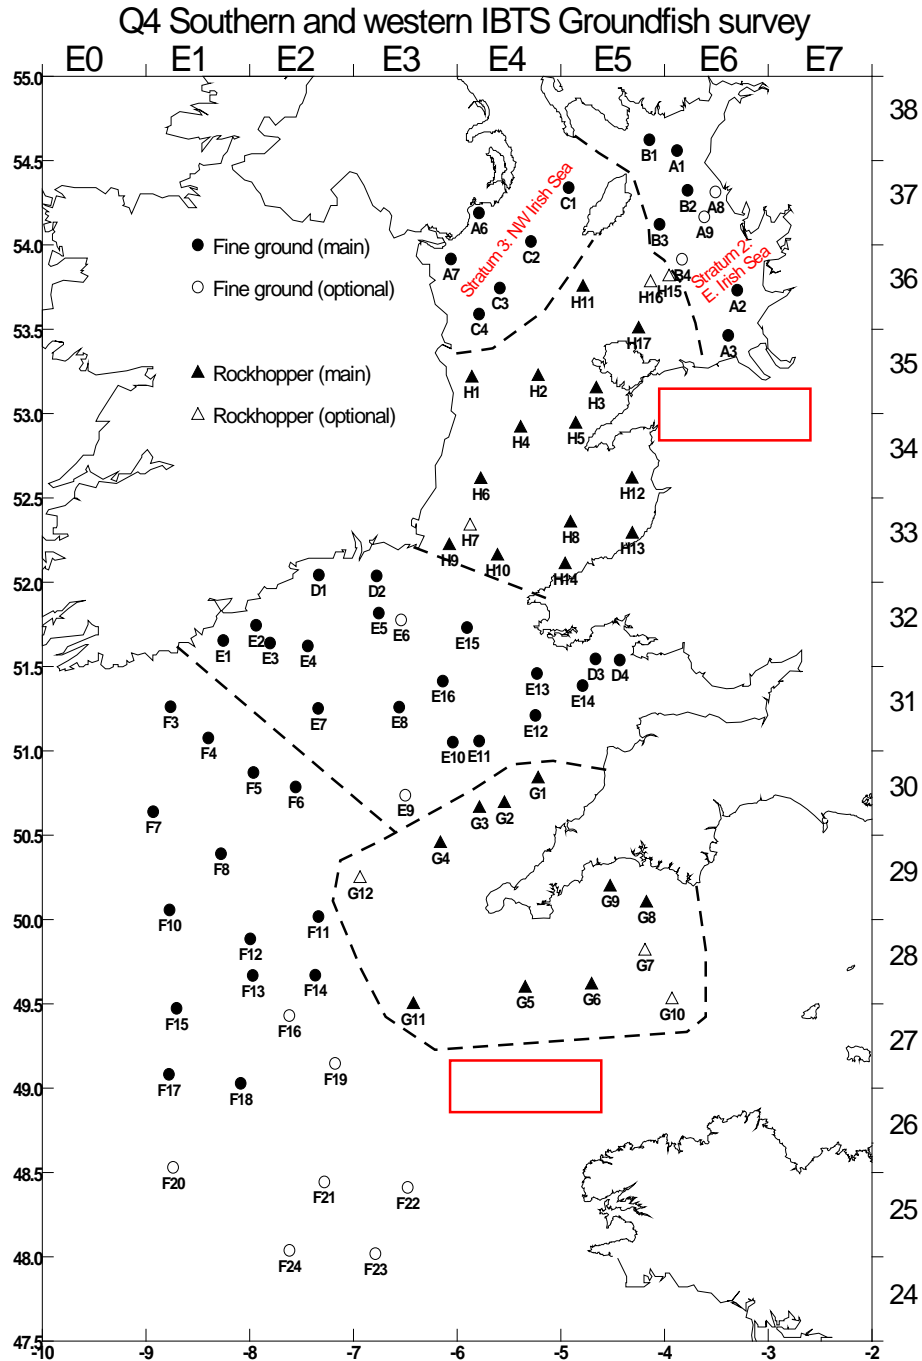 Q4 Southern and western IBTS Groundfish survey
E0 E1 E2 E3 E4 E5 E6 E7
55.0
38
54.5
B1
A1
37
C1
B2
A8
A6
A9
B3
Stratum 3: NW Irish Sea
54.0
Fine ground (main)
C2
A7
B4
Stratum 2:
E. Irish Sea
36
Fine ground (optional)
C3
H11
H16
H15
A2
C4
53.5
H17
A3
35
Rockhopper (main)
H1
H2
H3
Rockhopper (optional)
53.0
H4
H5
34
H6
H12
52.5
33
H7
H8
H9
H10
H13
H14
52.0
D1
D2
32
E5
E6
E1
E2
E3
E4
E15
51.5
D3
D4
E16
E13
E14
31
F3
E7
E8
E12
F4
E10
E11
51.0
30
F5
F6
E9
G1
F7
G3
G2
50.5
G4
F8
29
G12
G9
G8
F10
F11
50.0
F12
G7
28
F13
F14
G5
G6
49.5
F15
F16
G11
G10
27
F19
F17
F18
49.0
26
F20
48.5
F21
F22
25
F24
F23
48.0
24
47.5
-10 -9 -8 -7 -6 -5 -4 -3 -2